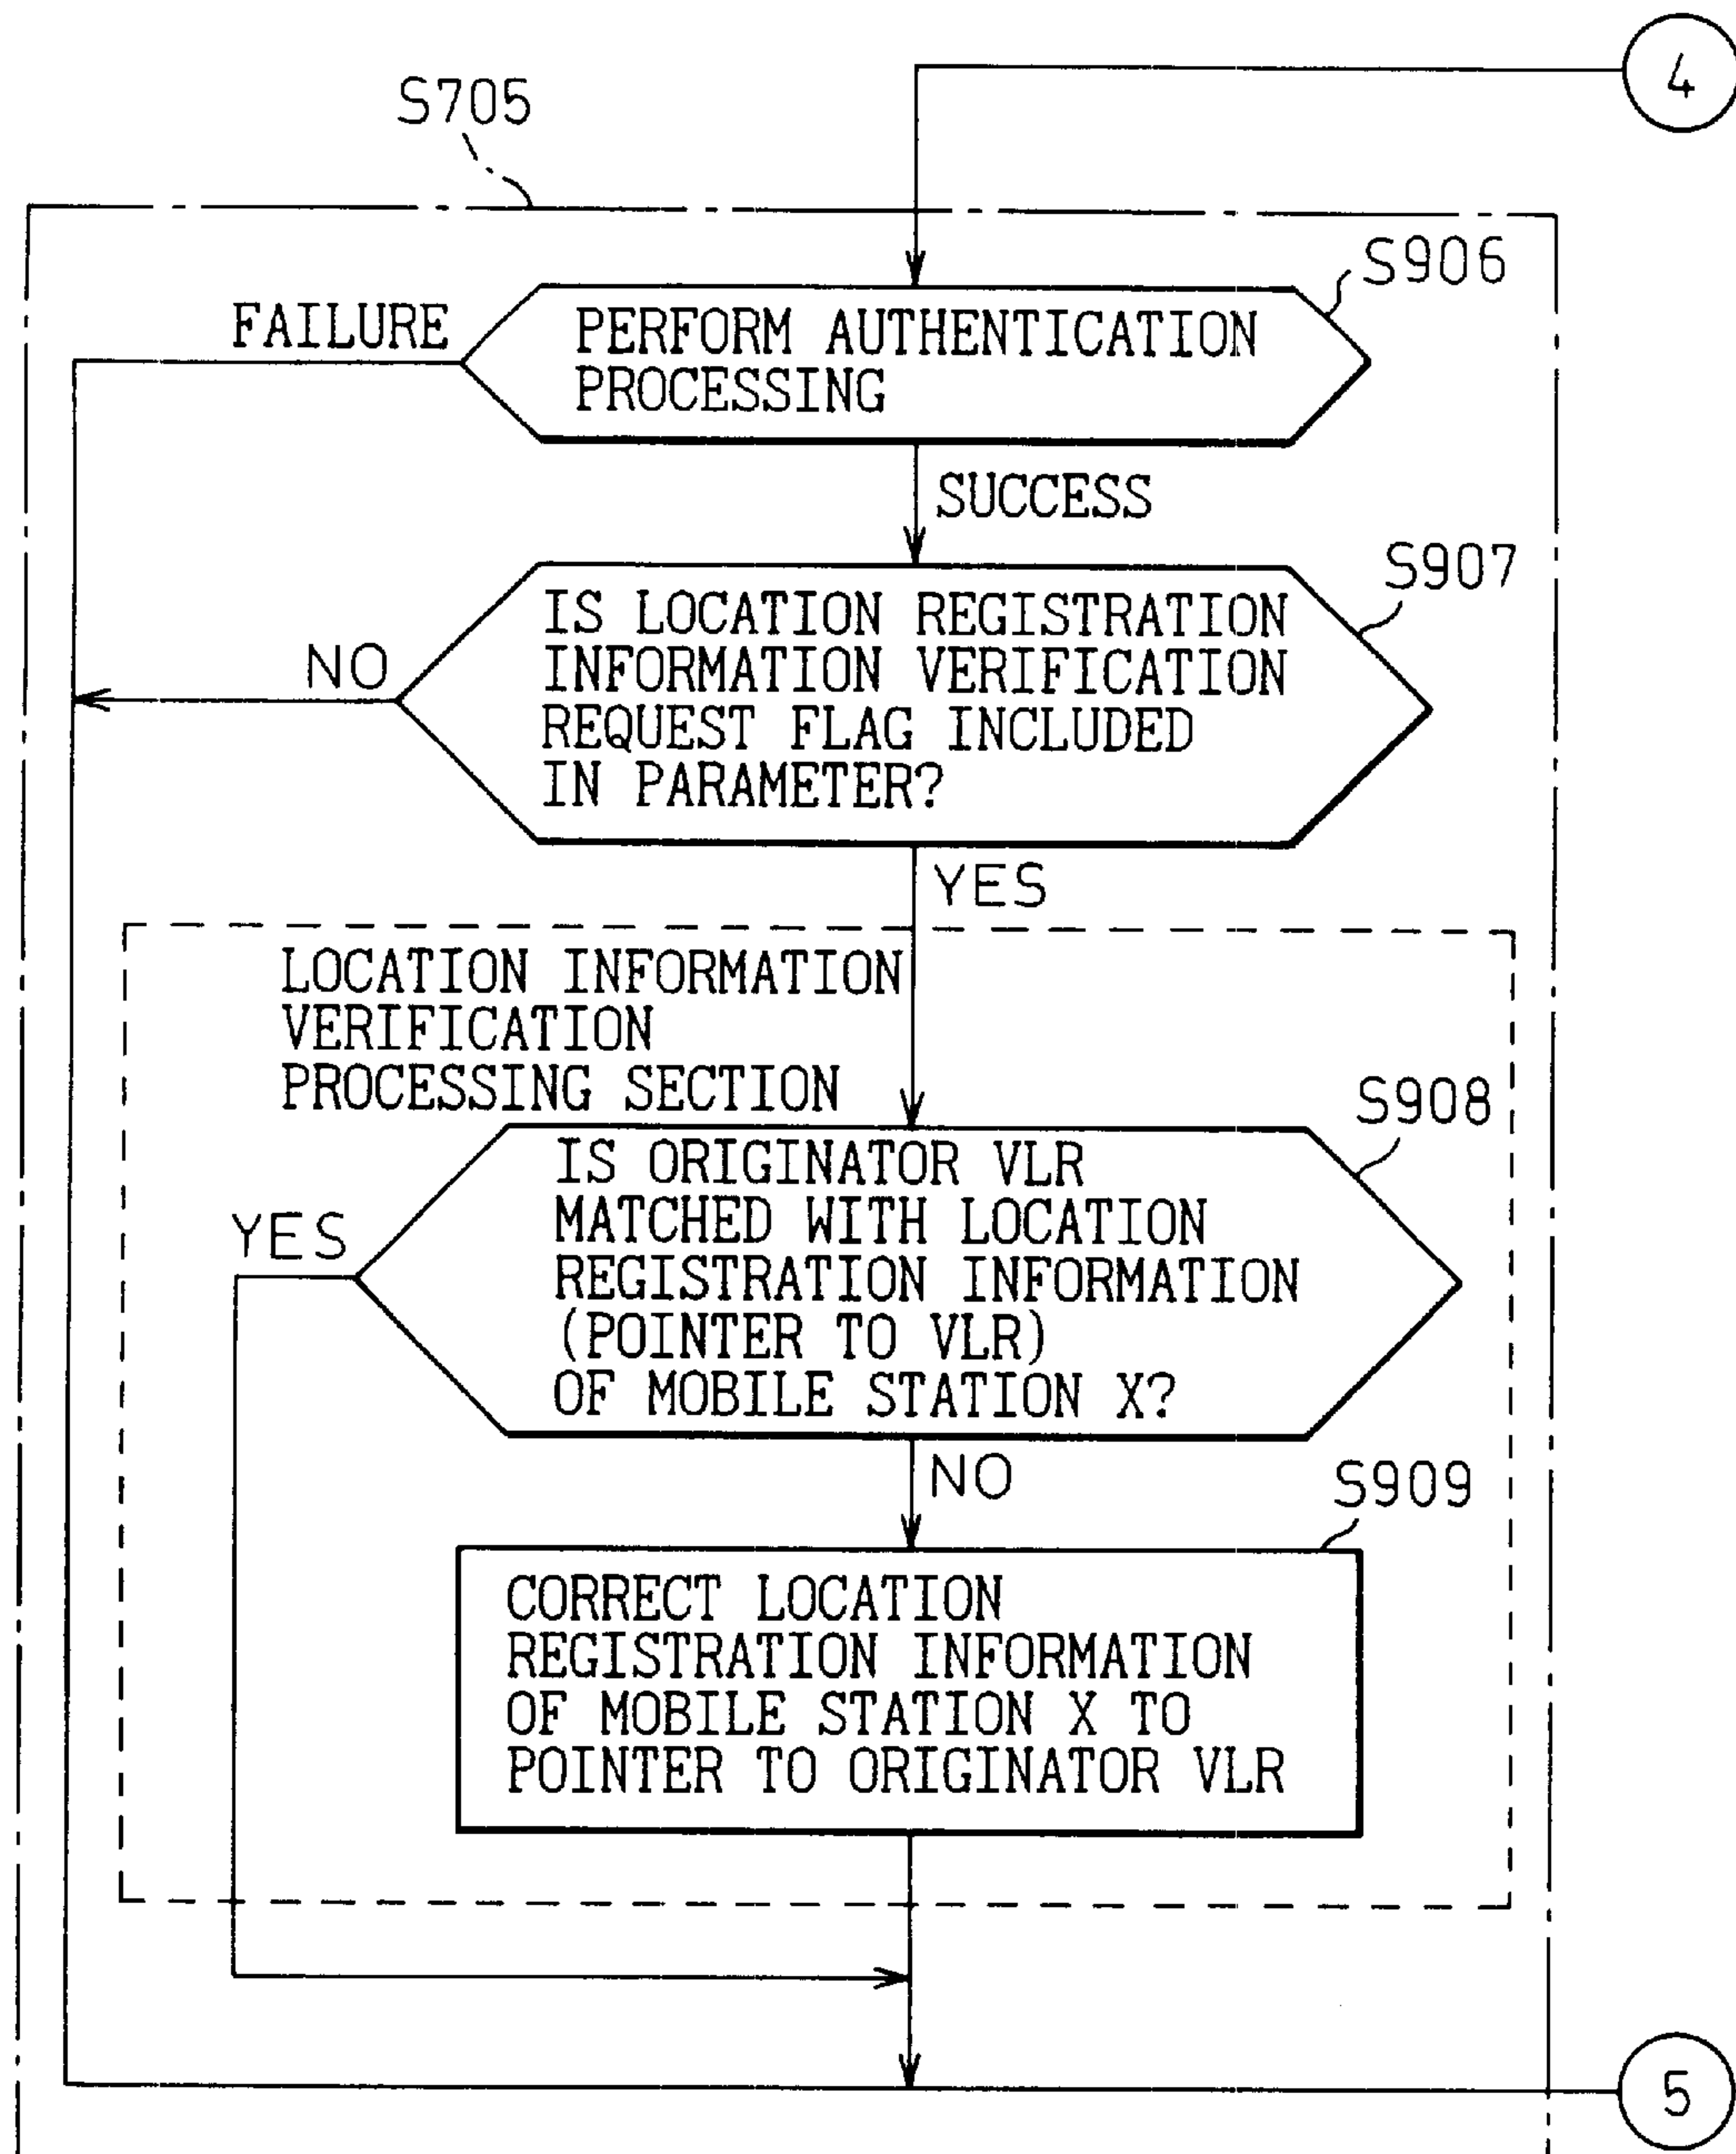 4
S705
S906
FAILURE
PERFORM AUTHENTICATION
PROCESSING
SUCCESS
S907
IS LOCATION REGISTRATION
INFORMATION VERIFICATION
REQUEST FLAG INCLUDED
IN PARAMETER?
NO
YES
LOCATION INFORMATION
VERIFICATION
PROCESSING SECTION
S908
IS ORIGINATOR VLR
MATCHED WITH LOCATION
REGISTRATION INFORMATION
(POINTER TO VLR)
OF MOBILE STATION X?
YES
NO
S909
CORRECT LOCATION
REGISTRATION INFORMATION
OF MOBILE STATION X TO
POINTER TO ORIGINATOR VLR
5